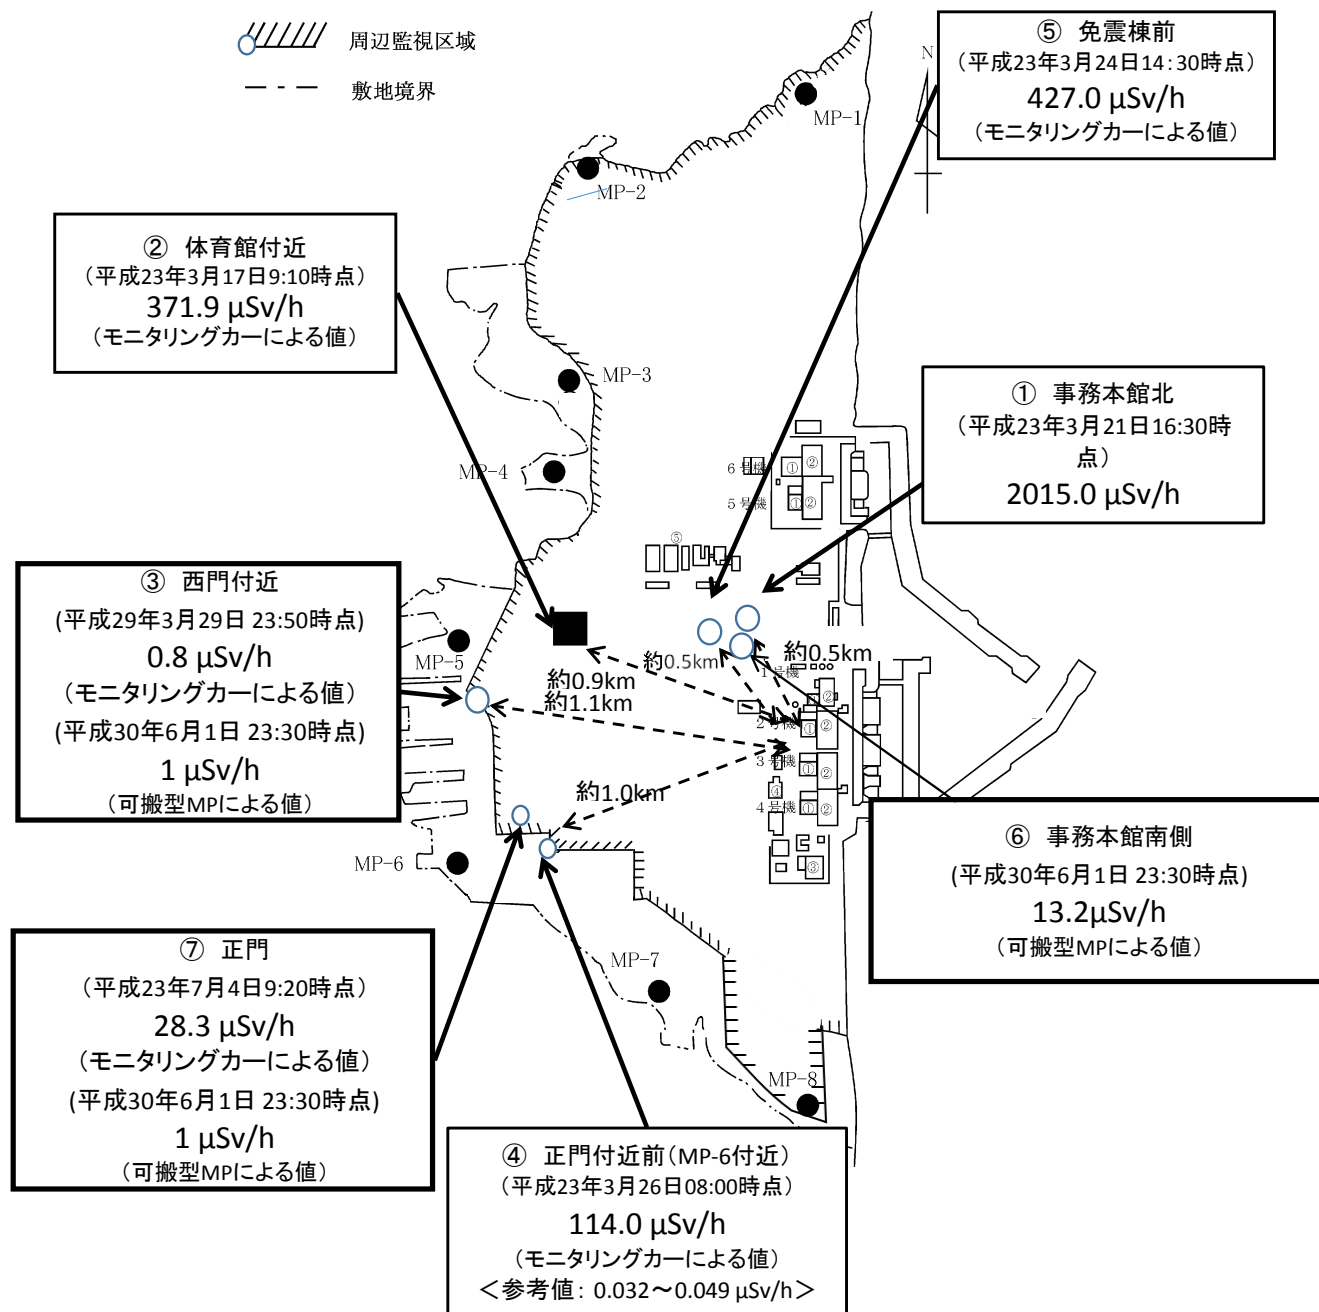 周辺監視区域
敷地境界
N
⑤ 免震棟前
（平成23年3月24日14：30時点）
427.0 μSv/h
（モニタリングカーによる値）
MP-1
MP-2
② 体育館付近
（平成23年3月17日9:10時点）
371.9 μSv/h
（モニタリングカーによる値）
MP-3
① 事務本館北
（平成23年3月21日16:30時
点）
2015.0 μSv/h
MP-4
６号機
①
②
５号機
①
②
⑤
③ 西門付近
(平成29年3月29日 23:50時点)
0.8 μSv/h
（モニタリングカーによる値）
(平成30年6月1日 23:30時点)
1 μSv/h
（可搬型MPによる値）
MP-5
約0.9km
約1.1km
約0.5km
約0.5km
１号機
②
２号機
①
②
３号機
①
②
④
４号機
①
②
③
約1.0km
MP-6
⑥ 事務本館南側
(平成30年6月1日 23:30時点)
13.2μSv/h
（可搬型MPによる値）
⑦ 正門
（平成23年7月4日9:20時点）
28.3 μSv/h
（モニタリングカーによる値）
(平成30年6月1日 23:30時点)
1 μSv/h
（可搬型MPによる値）
MP-7
MP-8
④ 正門付近前（MP-6付近）
（平成23年3月26日08:00時点）
114.0 μSv/h
（モニタリングカーによる値）
＜参考値：0.032～0.049 μSv/h＞